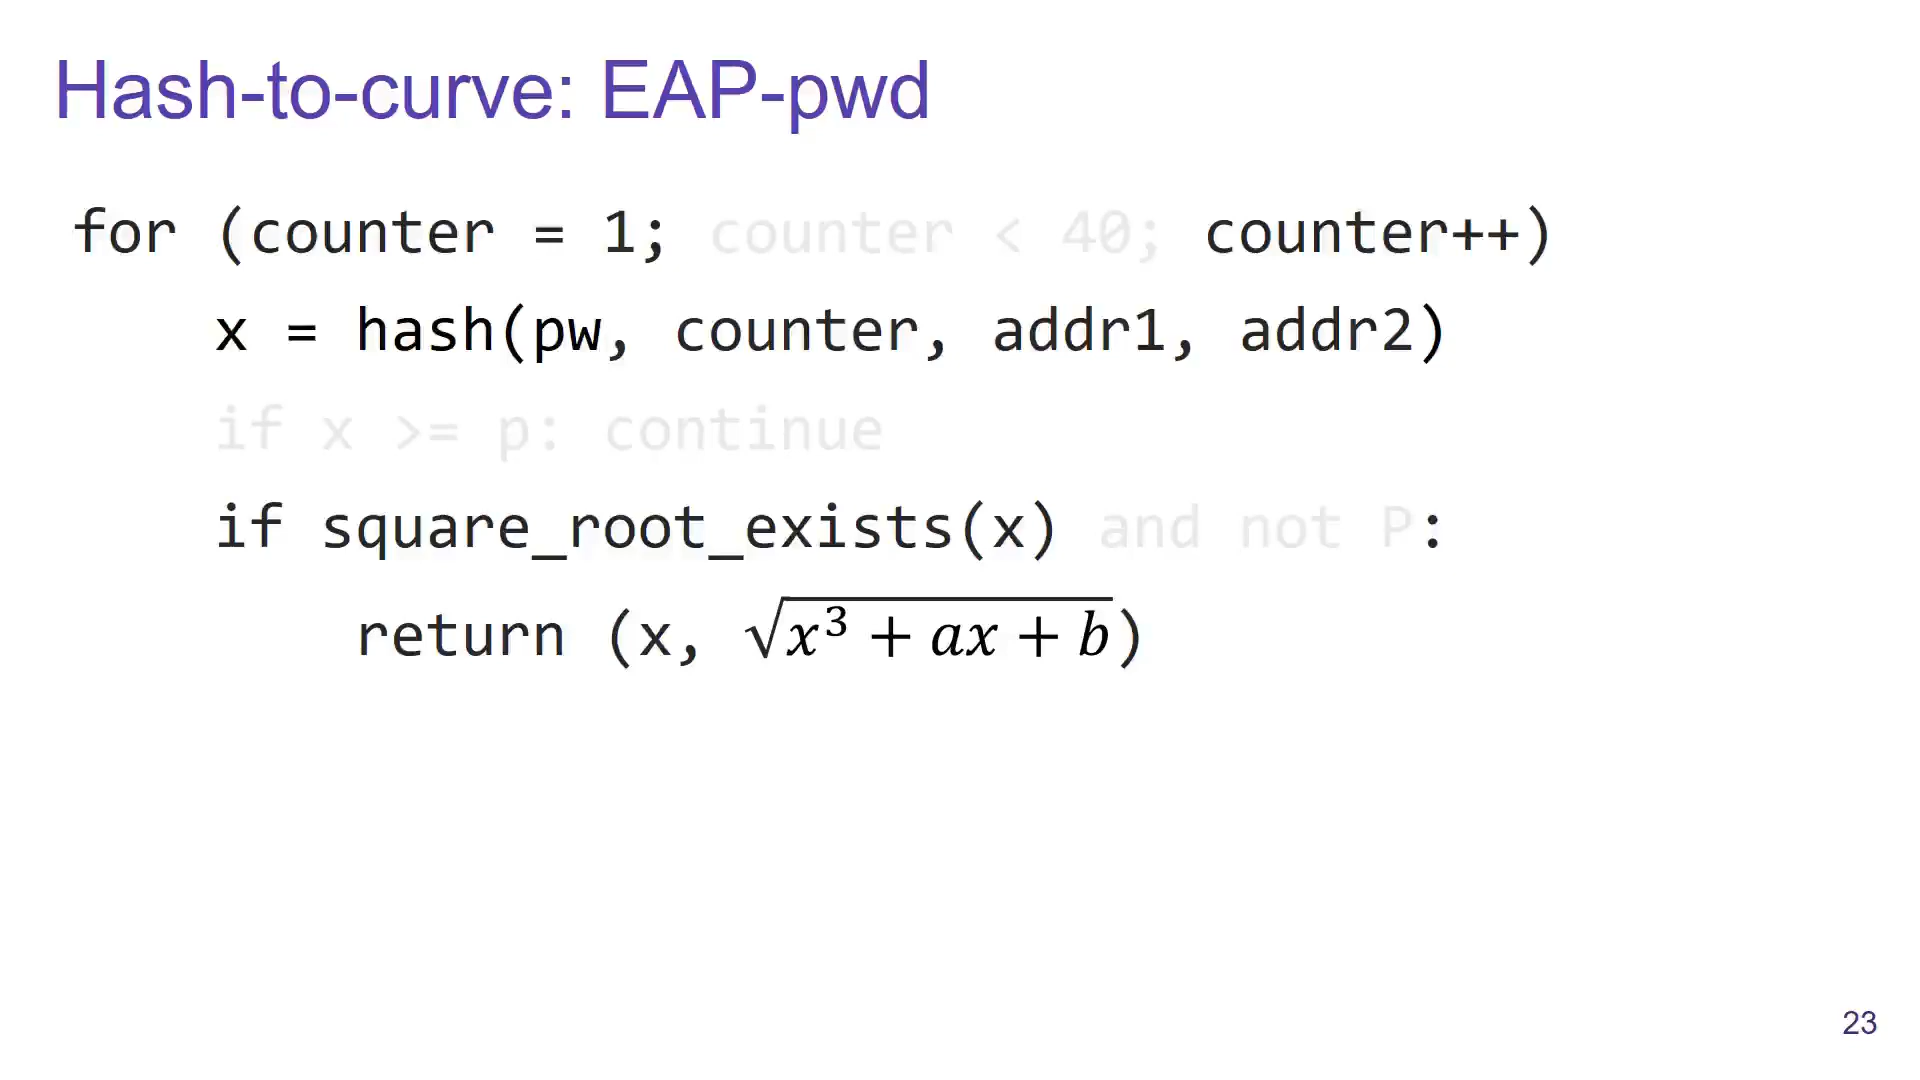 Hash-to-curve: EAP-pwd
for (counter = 1; counter < 40; counter++)
x = hash(pw, counter, addr1, addr2)
if x >= p: continue
if square_root_exists(x) and not P:
return (x, √x³ + ax + b)
23